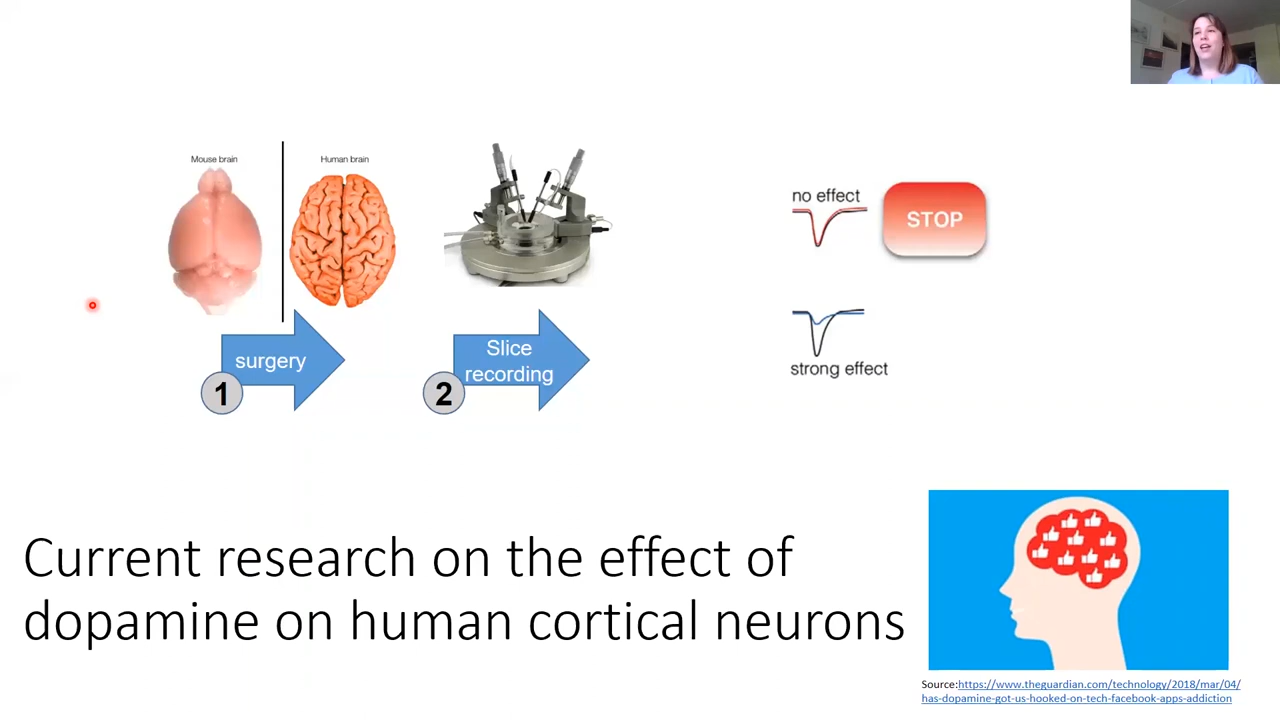 Mouse brain
Human brain
no effect
STOP
surgery
1
Slice
recording
2
strong effect
Current research on the effect of
dopamine on human cortical neurons
Source:https://www.theguardian.com/technology/2018/mar/04/
has-dopamine-got-us-hooked-on-tech-facebook-apps-addiction